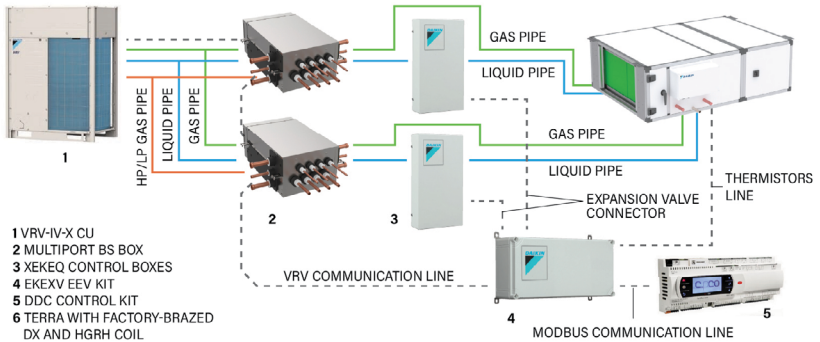 GAS PIPE
LIQUID PIPE
HP/LP GAS PIPE
LIQUID PIPE
GAS PIPE
1
GAS PIPE
LIQUID PIPE
THERMISTORS
LINE
2
3
EXPANSION VALVE
CONNECTOR
1 VRV-IV-X CU
2 MULTIPORT BS BOX
3 XEKEQ CONTROL BOXES
4 EKEXV EEV KIT
5 DDC CONTROL KIT
6 TERRA WITH FACTORY-BRAZED
DX AND HGRH COIL
VRV COMMUNICATION LINE
DAIKIN
4
MODBUS COMMUNICATION LINE
5